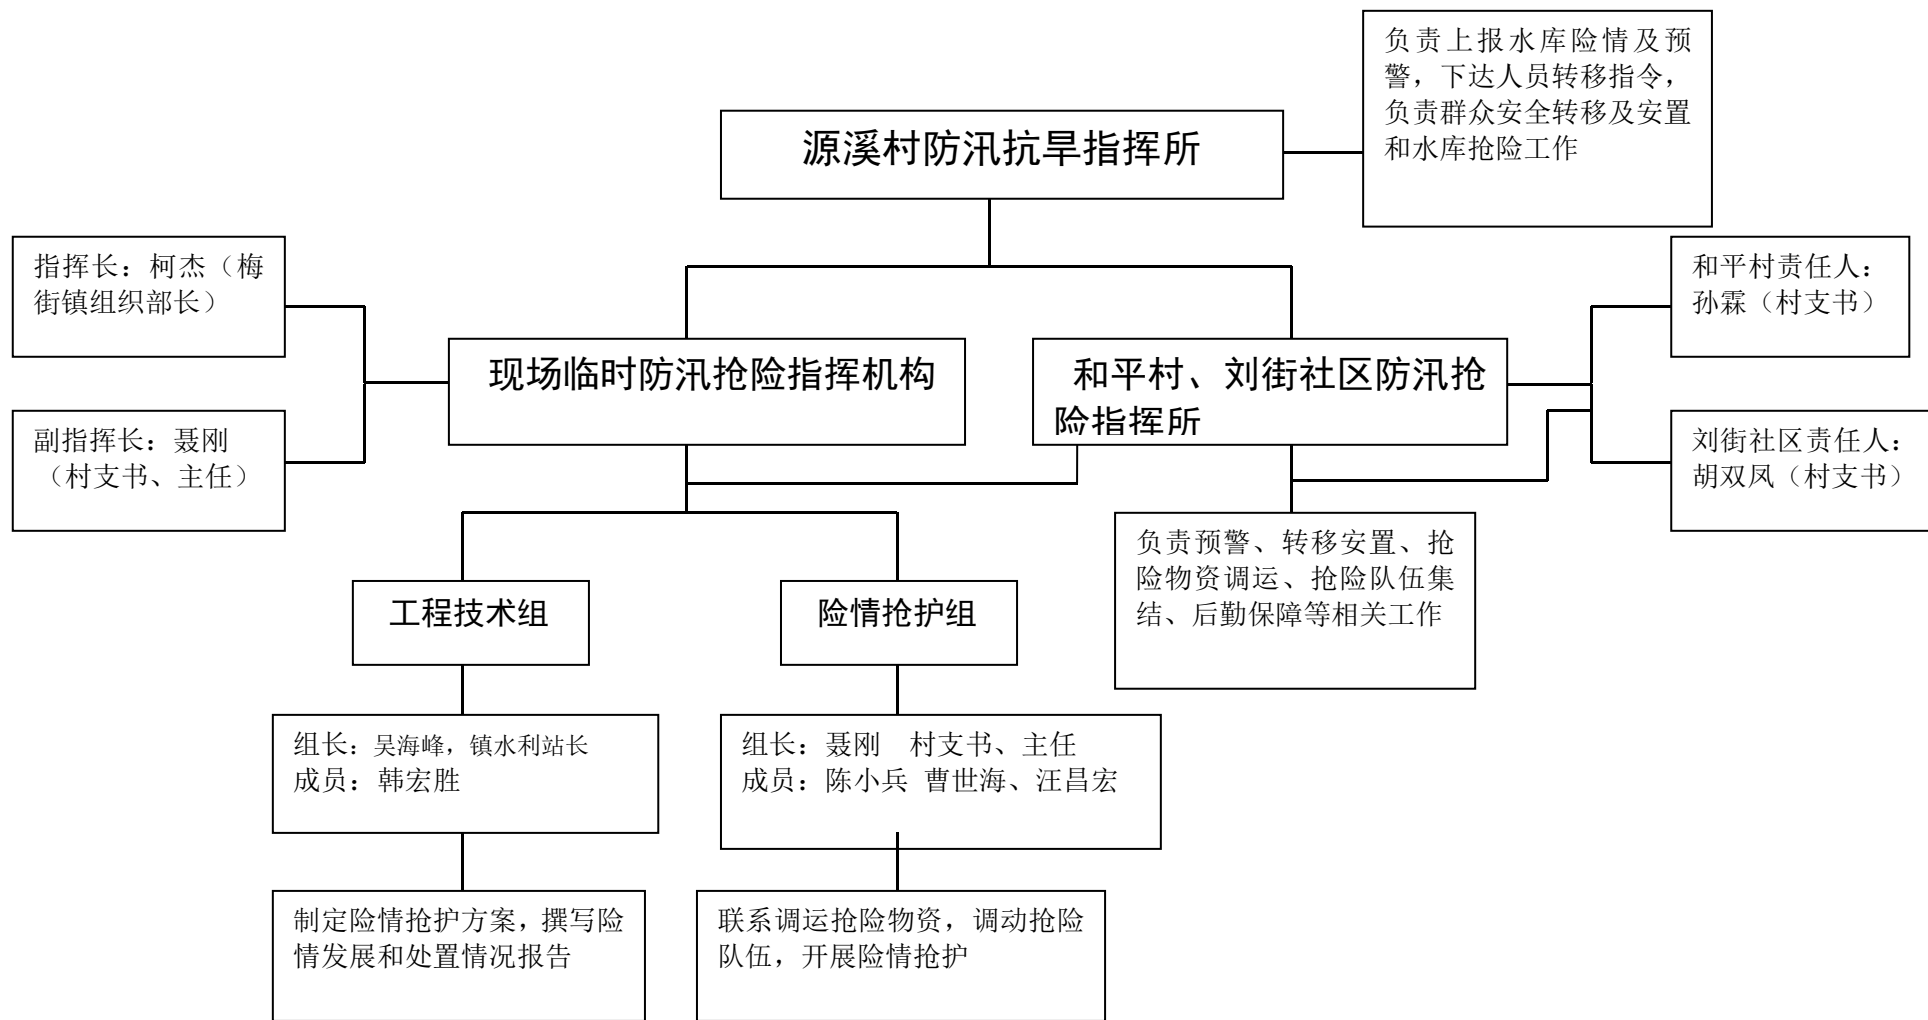 负责上报水库险情及预
警，下达人员转移指令，
负责群众安全转移及安置
和水库抢险工作
源溪村防汛抗旱指挥所
指挥长：柯杰（梅
街镇组织部长）
和平村责任人：
孙霖（村支书）
现场临时防汛抢险指挥机构
和平村、刘街社区防汛抢
险指挥所
副指挥长：聂刚
（村支书、主任）
刘街社区责任人：
胡双凤（村支书）
负责预警、转移安置、抢
险物资调运、抢险队伍集
结、后勤保障等相关工作
工程技术组
险情抢护组
组长：吴海峰，镇水利站长
成员：韩宏胜
组长：聂刚 村支书、主任
成员：陈小兵 曹世海、汪昌宏
制定险情抢护方案，撰写险
情发展和处置情况报告
联系调运抢险物资，调动抢险
队伍，开展险情抢护